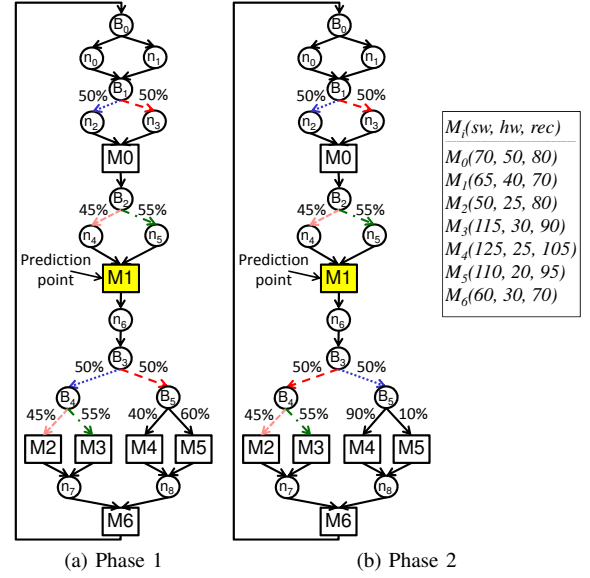 B0
n0 n1
B1
50% 50%
n2 n3
M0
B2
45% 55%
n4 n5
Prediction
point
M1
n6
B3
50% 50%
B4 B5
45% 55% 40% 60%
M2 M3 M4 M5
n7 n8
M6
(a) Phase 1
B0
n0 n1
B1
50% 50%
n2 n3
M0
B2
45% 55%
n4 n5
Prediction
point
M1
n6
B3
50% 50%
B4 B5
45% 55% 90% 10%
M2 M3 M4 M5
n7 n8
M6
(b) Phase 2
Mi(sw, hw, rec)
M0(70, 50, 80)
M1(65, 40, 70)
M2(50, 25, 80)
M3(115, 30, 90)
M4(125, 25, 105)
M5(110, 20, 95)
M6(60, 30, 70)